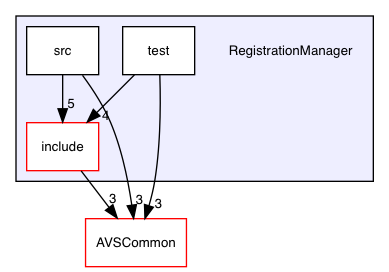 src
test
RegistrationManager
5
4
include
3
3
3
AVSCommon